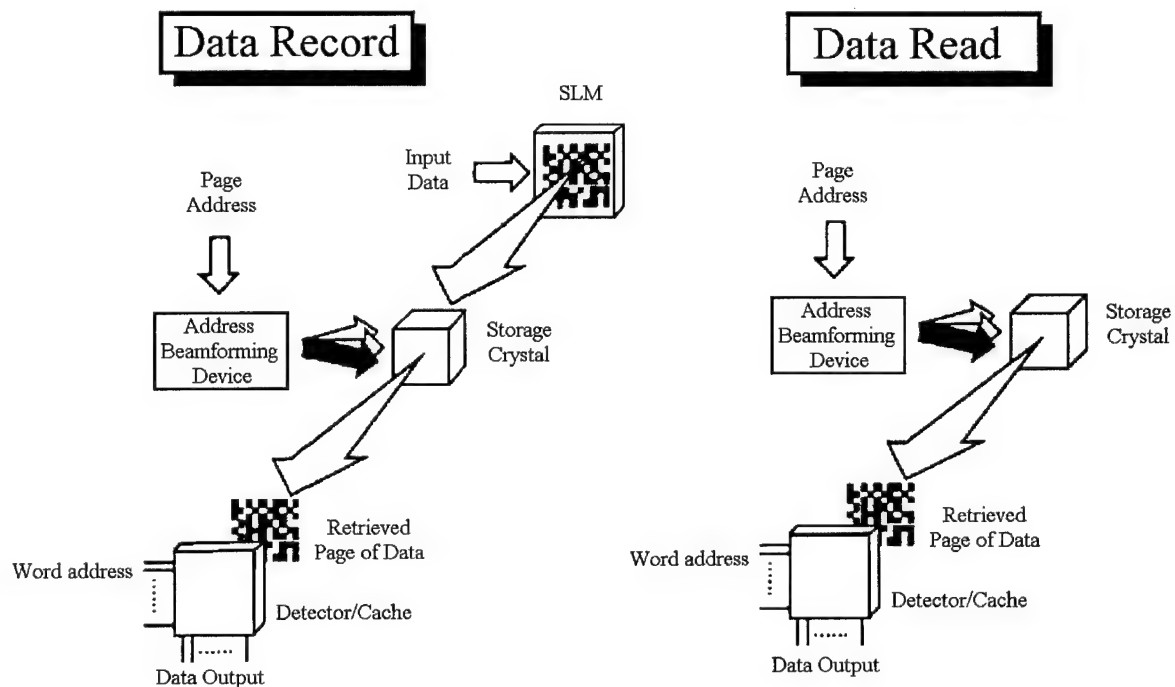 Data Record
SLM
Input
Data
Page
Address
Address
Beamforming
Device
Storage
Crystal
Retrieved
Page of Data
Word address
Detector/Cache
Data Output
Data Read
Page
Address
Address
Beamforming
Device
Storage
Crystal
Retrieved
Page of Data
Word address
Detector/Cache
Data Output